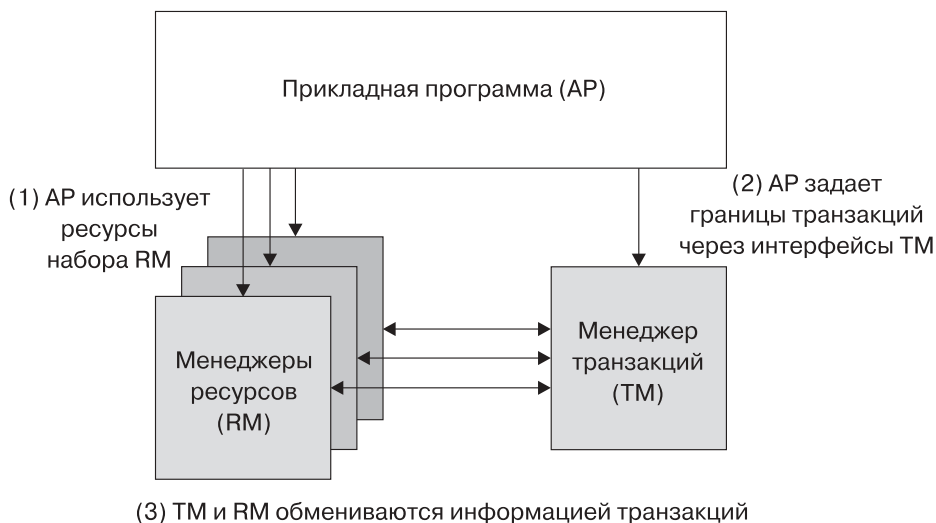 Прикладная программа (AP)
(1) AP использует
ресурсы
набора RM
(2) AP задает
границы транзакций
через интерфейсы TM
Менеджеры
ресурсов
(RM)
Менеджер
транзакций
(TM)
(3) TM и RM обмениваются информацией транзакций